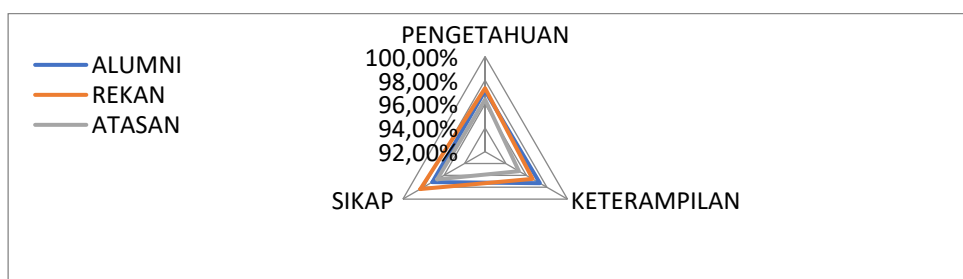 PENGETAHUAN
100,00%
98,00%
96,00%
94,00%
92,00%
ALUMNI
REKAN
ATASAN
SIKAP
KETERAMPILAN